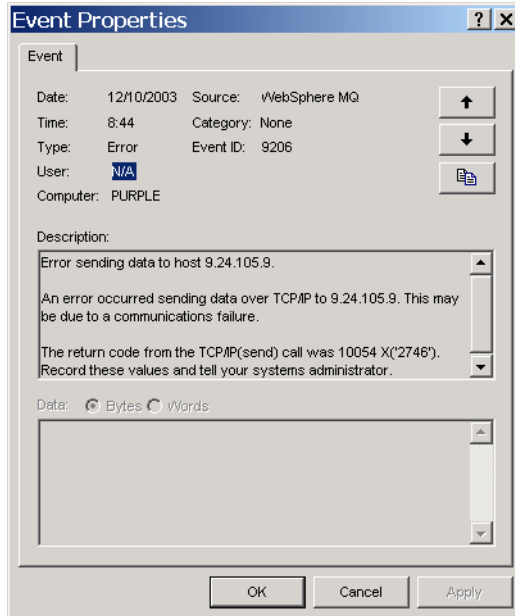 Event Properties
Event
Date: 12/10/2003 Source: WebSphere MQ
Time: 8:44 Category: None
Type: Error Event ID: 9206
User: N/A
Computer: PURPLE
Description:
Error sending data to host 9.24.105.9.
An error occurred sending data over TCP/IP to 9.24.105.9. This may
be due to a communications failure.
The return code from the TCP/IP(send) call was 10054 X('2746').
Record these values and tell your systems administrator.
Data: Bytes Words
OK Cancel Apply